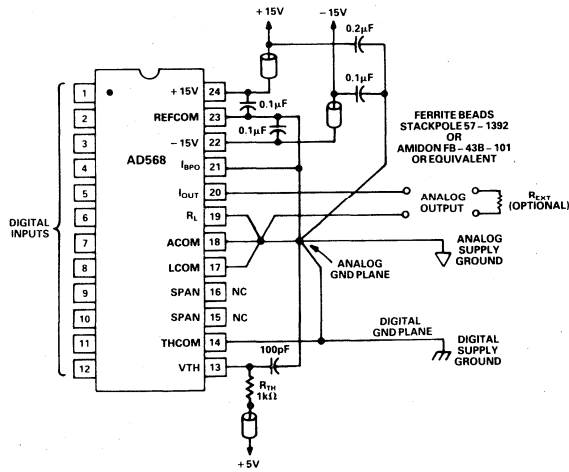 +15V
-15V
0.2μF
0.1μF
1
2
3
4
5
6
7
8
9
10
11
12
DIGITAL
INPUTS
AD568
+15V 24
REFCOM 23
-15V 22
IBPO 21
IOUT 20
RL 19
ACOM 18
LCOM 17
SPAN 16 NC
SPAN 15 NC
THCOM 14
VTH 13
0.1μF
0.1μF
FERRITE BEADS
STACKPOLE 57 – 1392
OR
AMIDON FB – 43B – 101
OR EQUIVALENT
ANALOG
OUTPUT
REXT
(OPTIONAL)
ANALOG
GND PLANE
ANALOG
SUPPLY
GROUND
DIGITAL
GND PLANE
DIGITAL
SUPPLY
GROUND
100pF
RTH
1kΩ
+5V